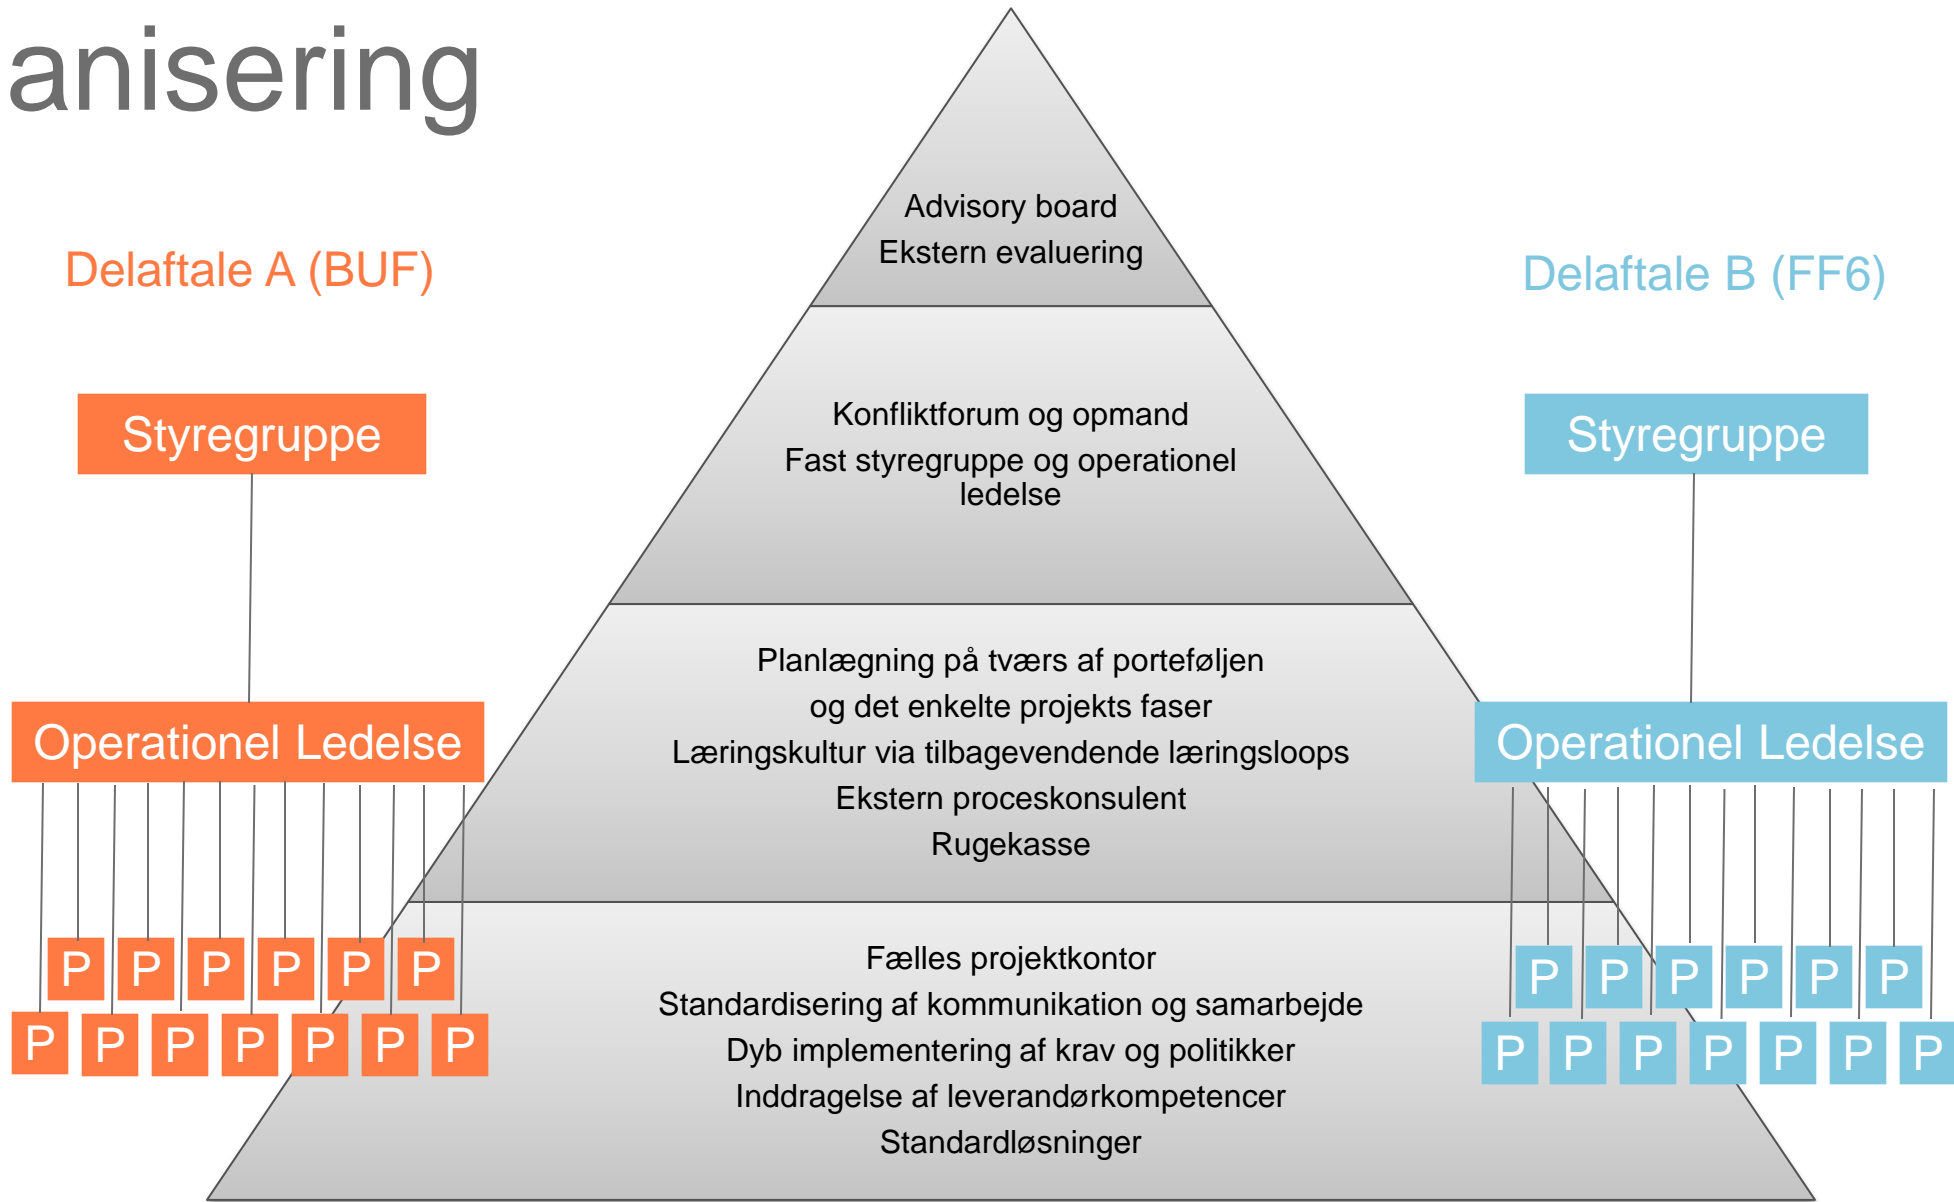 anisering
Delaftale A (BUF)
Styregruppe
Operationel Ledelse
P P P P P P
P P P P P P P
Advisory board
Ekstern evaluering
Konfliktforum og opmand
Fast styregruppe og operationel
ledelse
Planlægning på tværs af porteføljen
og det enkelte projekts faser
Læringskultur via tilbagevendende læringsloops
Ekstern proceskonsulent
Rugekasse
Fælles projektkontor
Standardisering af kommunikation og samarbejde
Dyb implementering af krav og politikker
Inddragelse af leverandørkompetencer
Standardløsninger
Delaftale B (FF6)
Styregruppe
Operationel Ledelse
P P P P P P
P P P P P P P